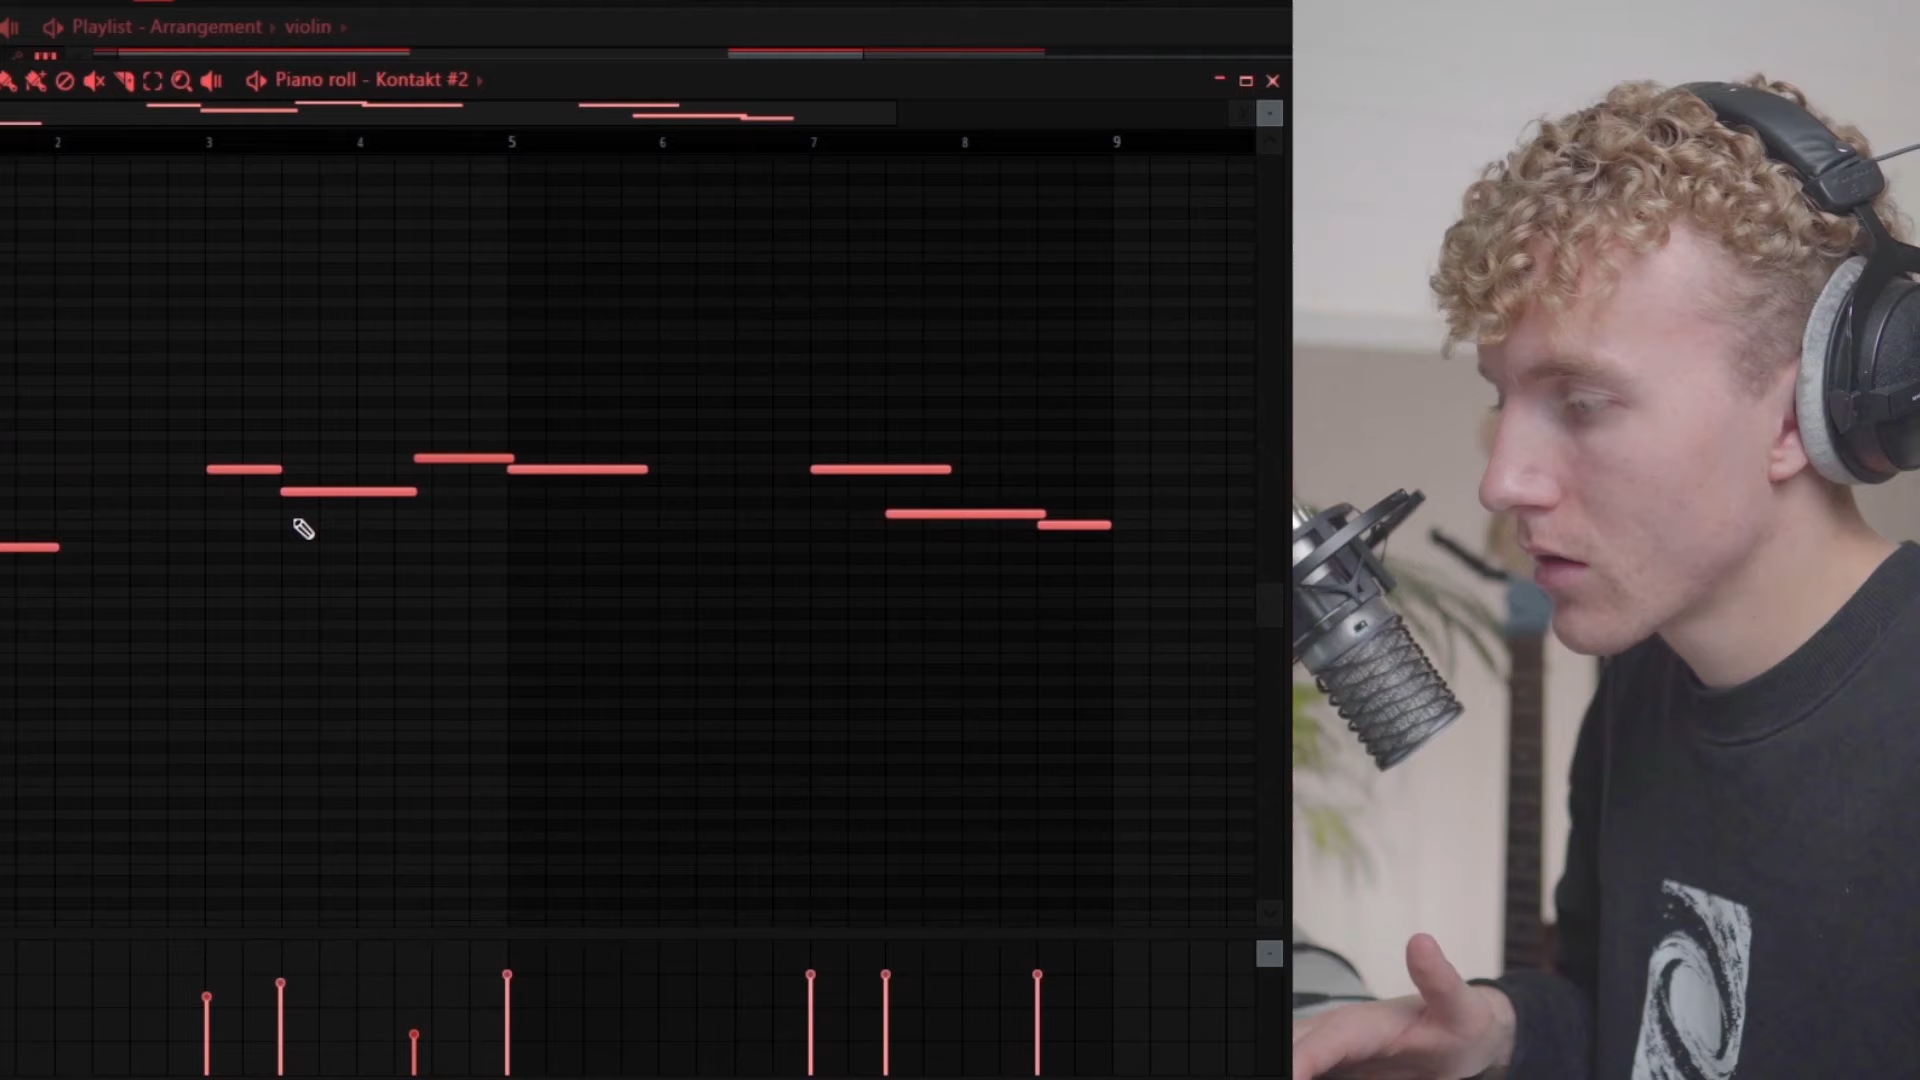 Playlist - Arrangement › violin ›
Piano roll - Kontakt #2 ›
2 3 4 5 6 7 8 9